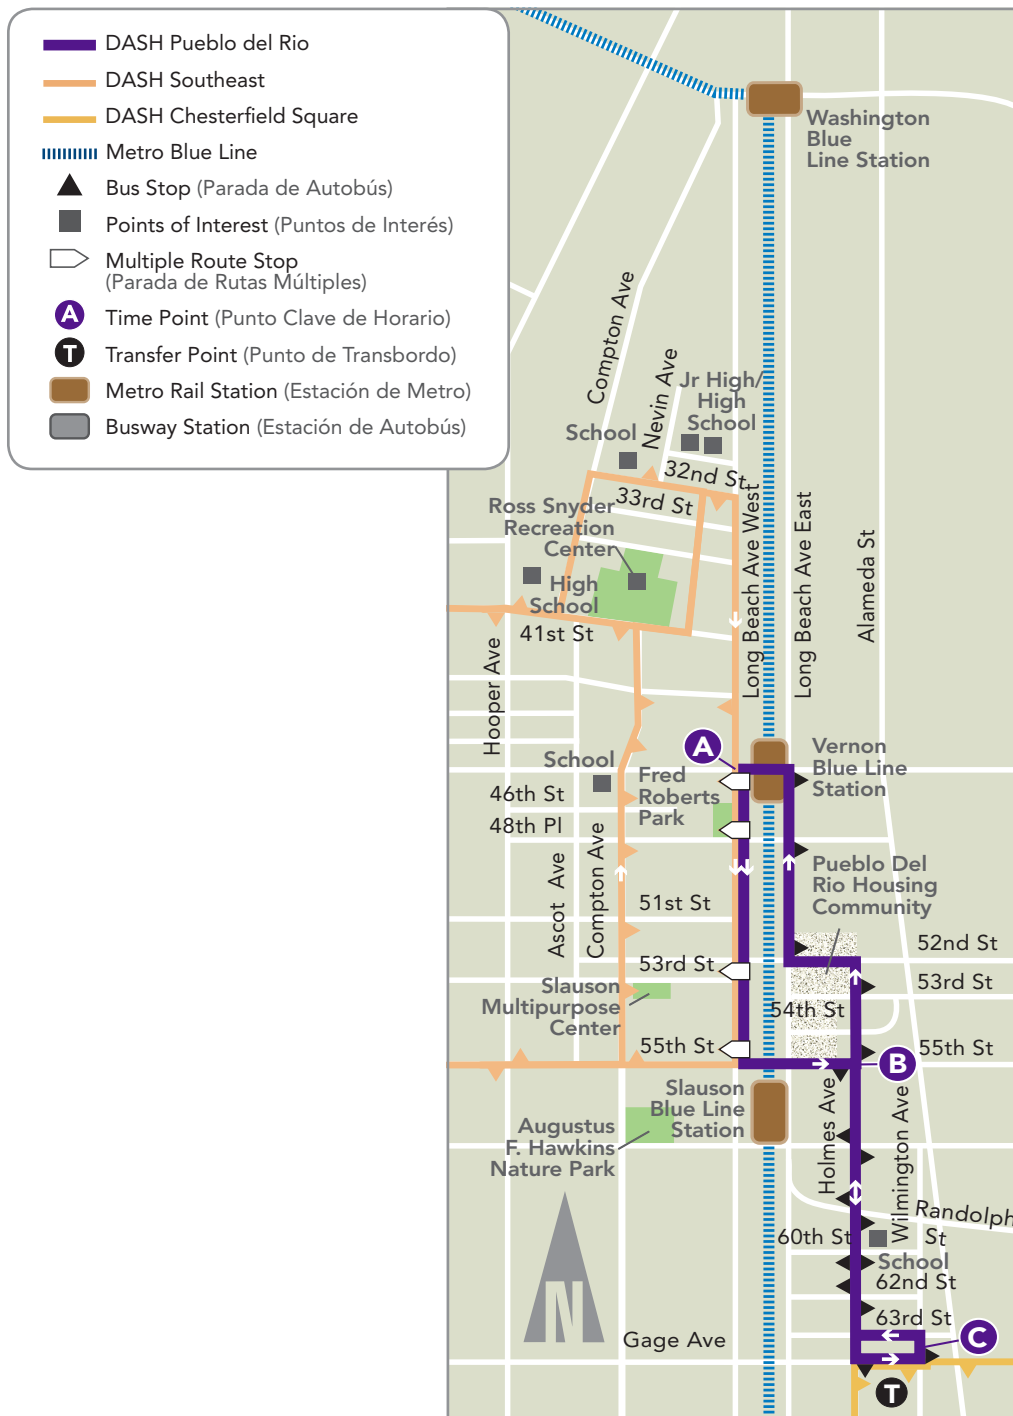 DASH Pueblo del Rio
DASH Southeast
DASH Chesterfield Square
Metro Blue Line
Bus Stop (Parada de Autobús)
Points of Interest (Puntos de Interés)
Multiple Route Stop
(Parada de Rutas Múltiples)
A Time Point (Punto Clave de Horario)
T Transfer Point (Punto de Transbordo)
Metro Rail Station (Estación de Metro)
Busway Station (Estación de Autobús)
Washington
Blue
Line Station
Compton Ave
Nevin Ave
Jr High/
High
School
School
32nd St
33rd St
Ross Snyder
Recreation
Center
High
School
41st St
Long Beach Ave West
Long Beach Ave East
Alameda St
Hooper Ave
A
Vernon
Blue Line
Station
School
Fred
Roberts
Park
46th St
48th Pl
Ascot Ave
Compton Ave
Pueblo Del
Rio Housing
Community
51st St
52nd St
53rd St
53rd St
Slauson
Multipurpose
Center
54th St
55th St
55th St
B
Slauson
Blue Line
Station
Augustus
F. Hawkins
Nature Park
Holmes Ave
Wilmington Ave
Randolph
St
60th St
School
62nd St
63rd St
Gage Ave
C
T
N